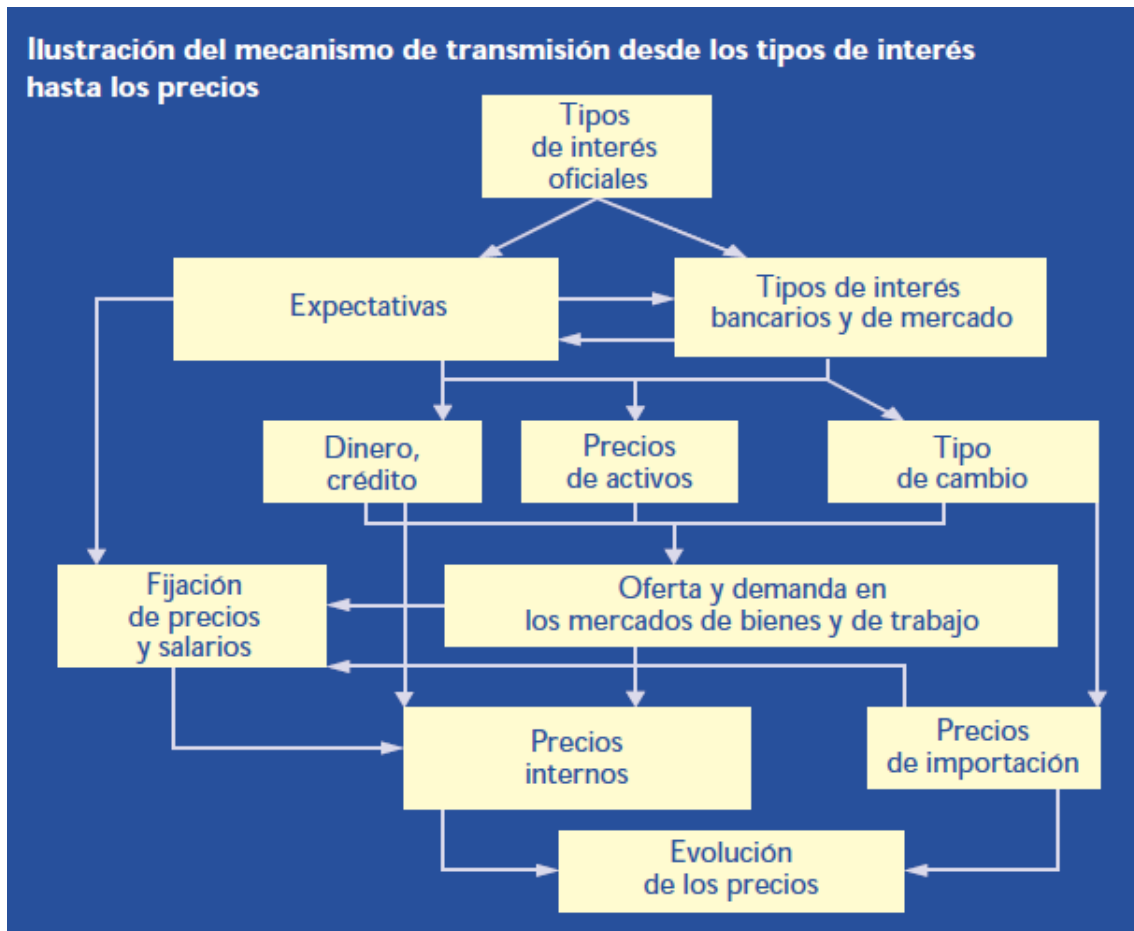 Ilustración del mecanismo de transmisión desde los tipos de interés
hasta los precios
Tipos
de interés
oficiales
Expectativas
Tipos de interés
bancarios y de mercado
Dinero,
crédito
Precios
de activos
Tipo
de cambio
Fijación
de precios
y salarios
Oferta y demanda en
los mercados de bienes y de trabajo
Precios
internos
Precios
de importación
Evolución
de los precios